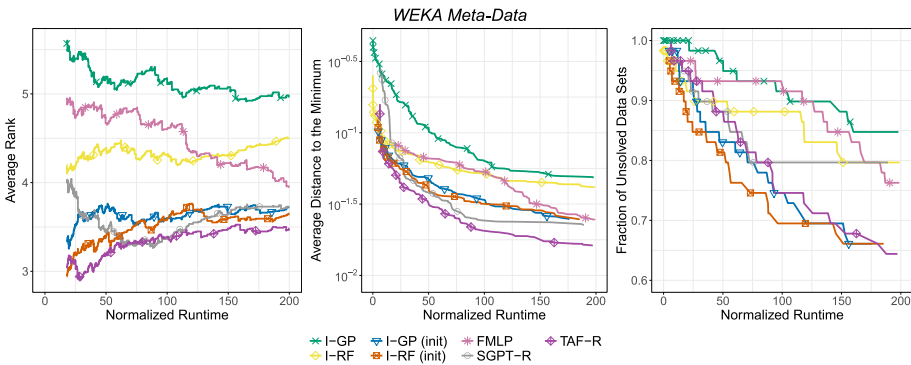 WEKA Meta-Data
Average Rank
5
4
3
0
50
100
150
200
Normalized Runtime
Average Distance to the Minimum
10^-0.5
10^-1
10^-1.5
10^-2
0
50
100
150
200
Normalized Runtime
Fraction of Unsolved Data Sets
1.0
0.9
0.8
0.7
0.6
0
50
100
150
200
Normalized Runtime
I-GP
I-GP (init)
FMLP
TAF-R
I-RF
I-RF (init)
SGPT-R